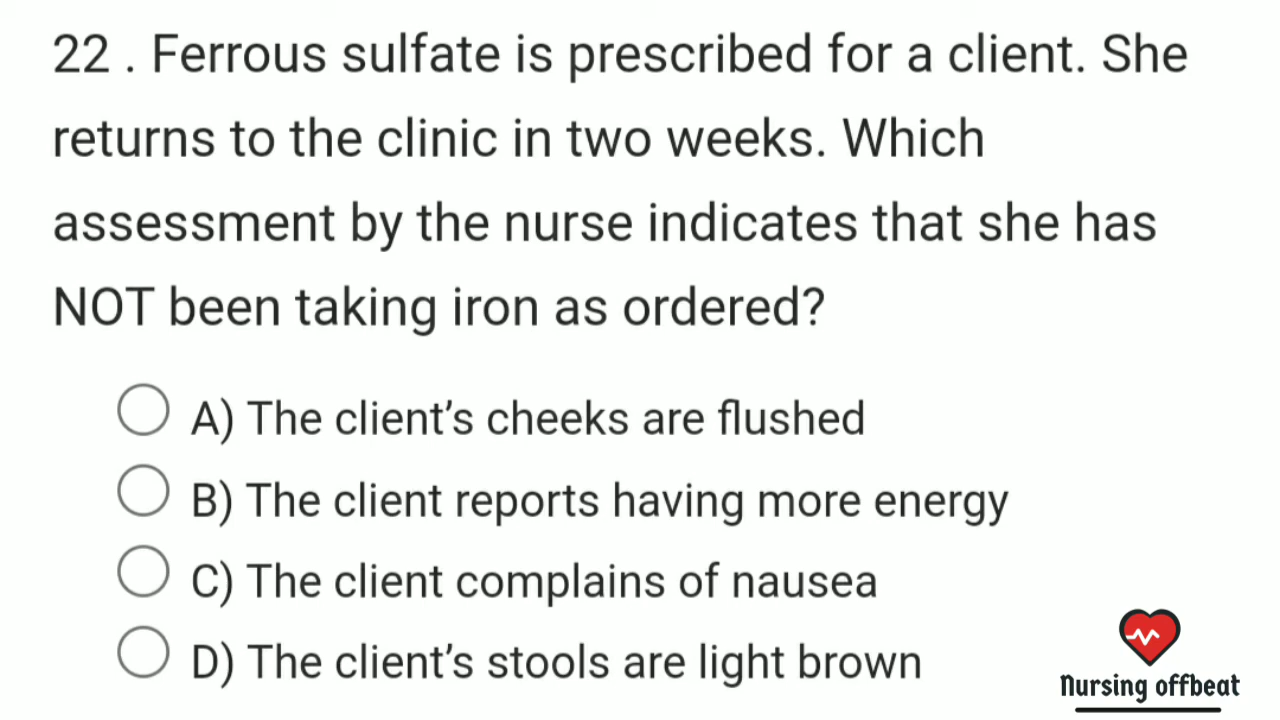 22 . Ferrous sulfate is prescribed for a client. She
returns to the clinic in two weeks. Which
assessment by the nurse indicates that she has
NOT been taking iron as ordered?
A) The client’s cheeks are flushed
B) The client reports having more energy
C) The client complains of nausea
D) The client’s stools are light brown
Nursing offbeat